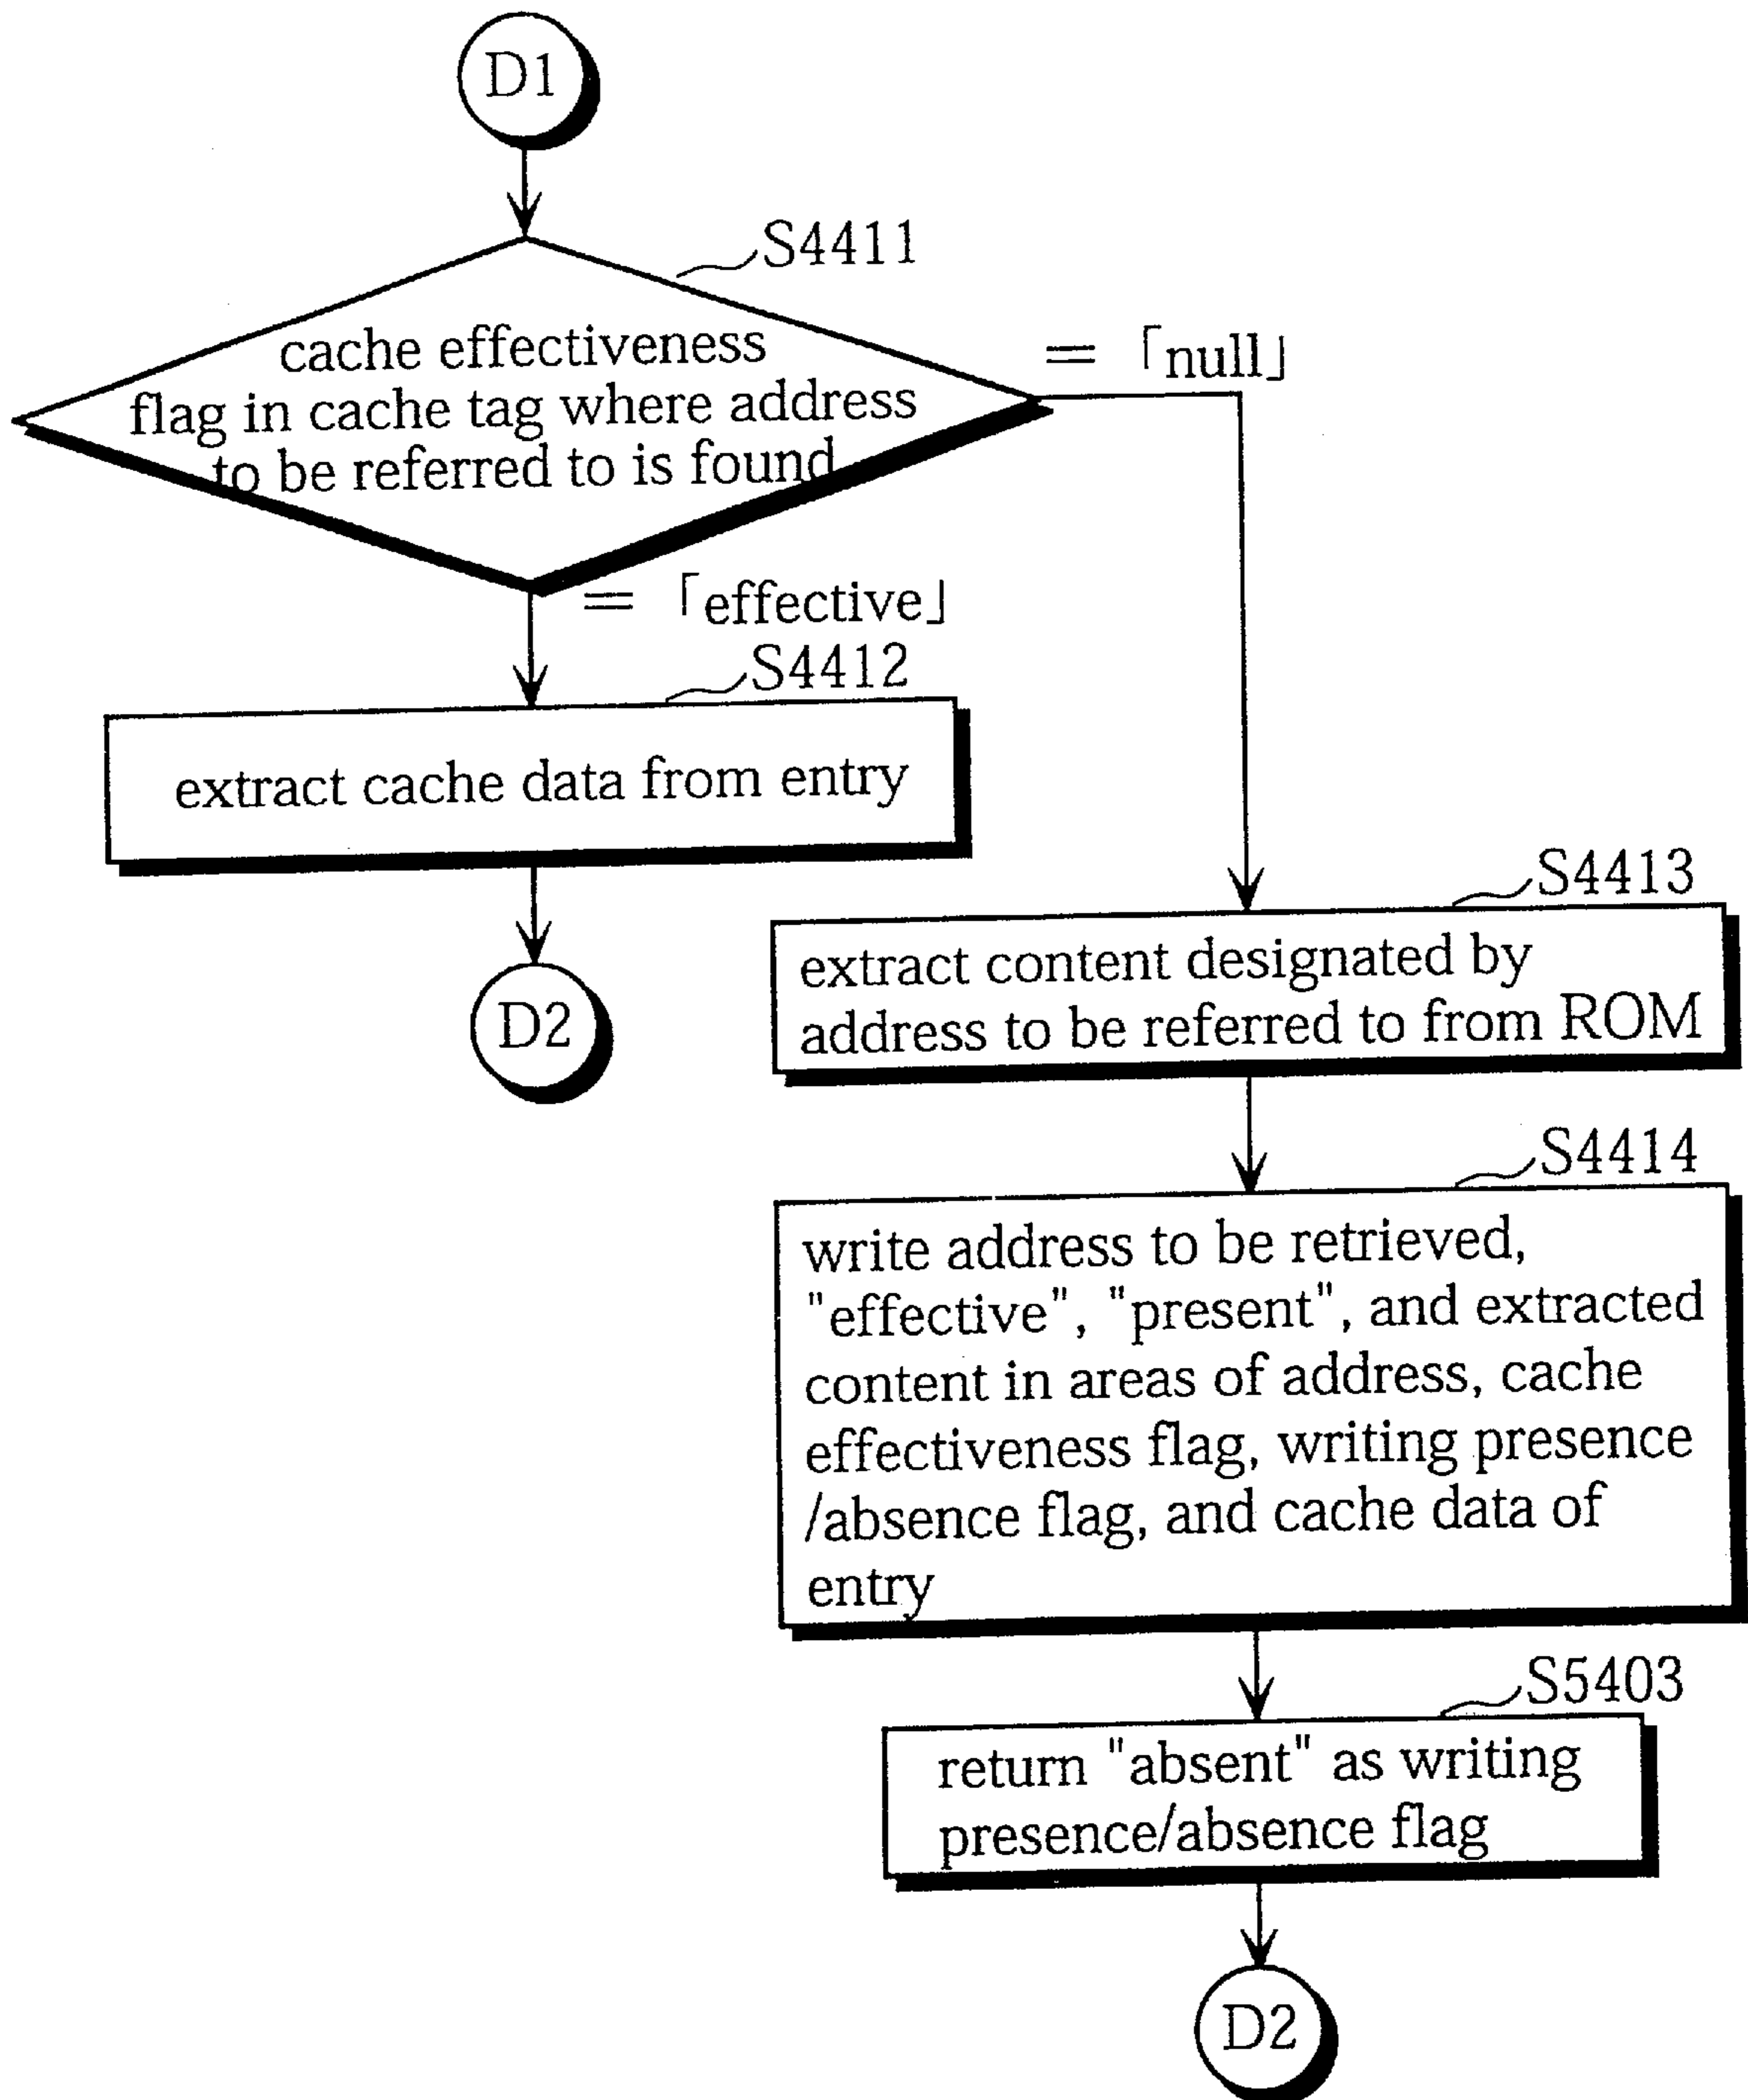 D1
S4411
cache effectiveness
flag in cache tag where address
to be referred to is found
= 「null」
= 「effective」
S4412
extract cache data from entry
D2
S4413
extract content designated by
address to be referred to from ROM
S4414
write address to be retrieved,
"effective", "present", and extracted
content in areas of address, cache
effectiveness flag, writing presence
/absence flag, and cache data of
entry
S5403
return "absent" as writing
presence/absence flag
D2